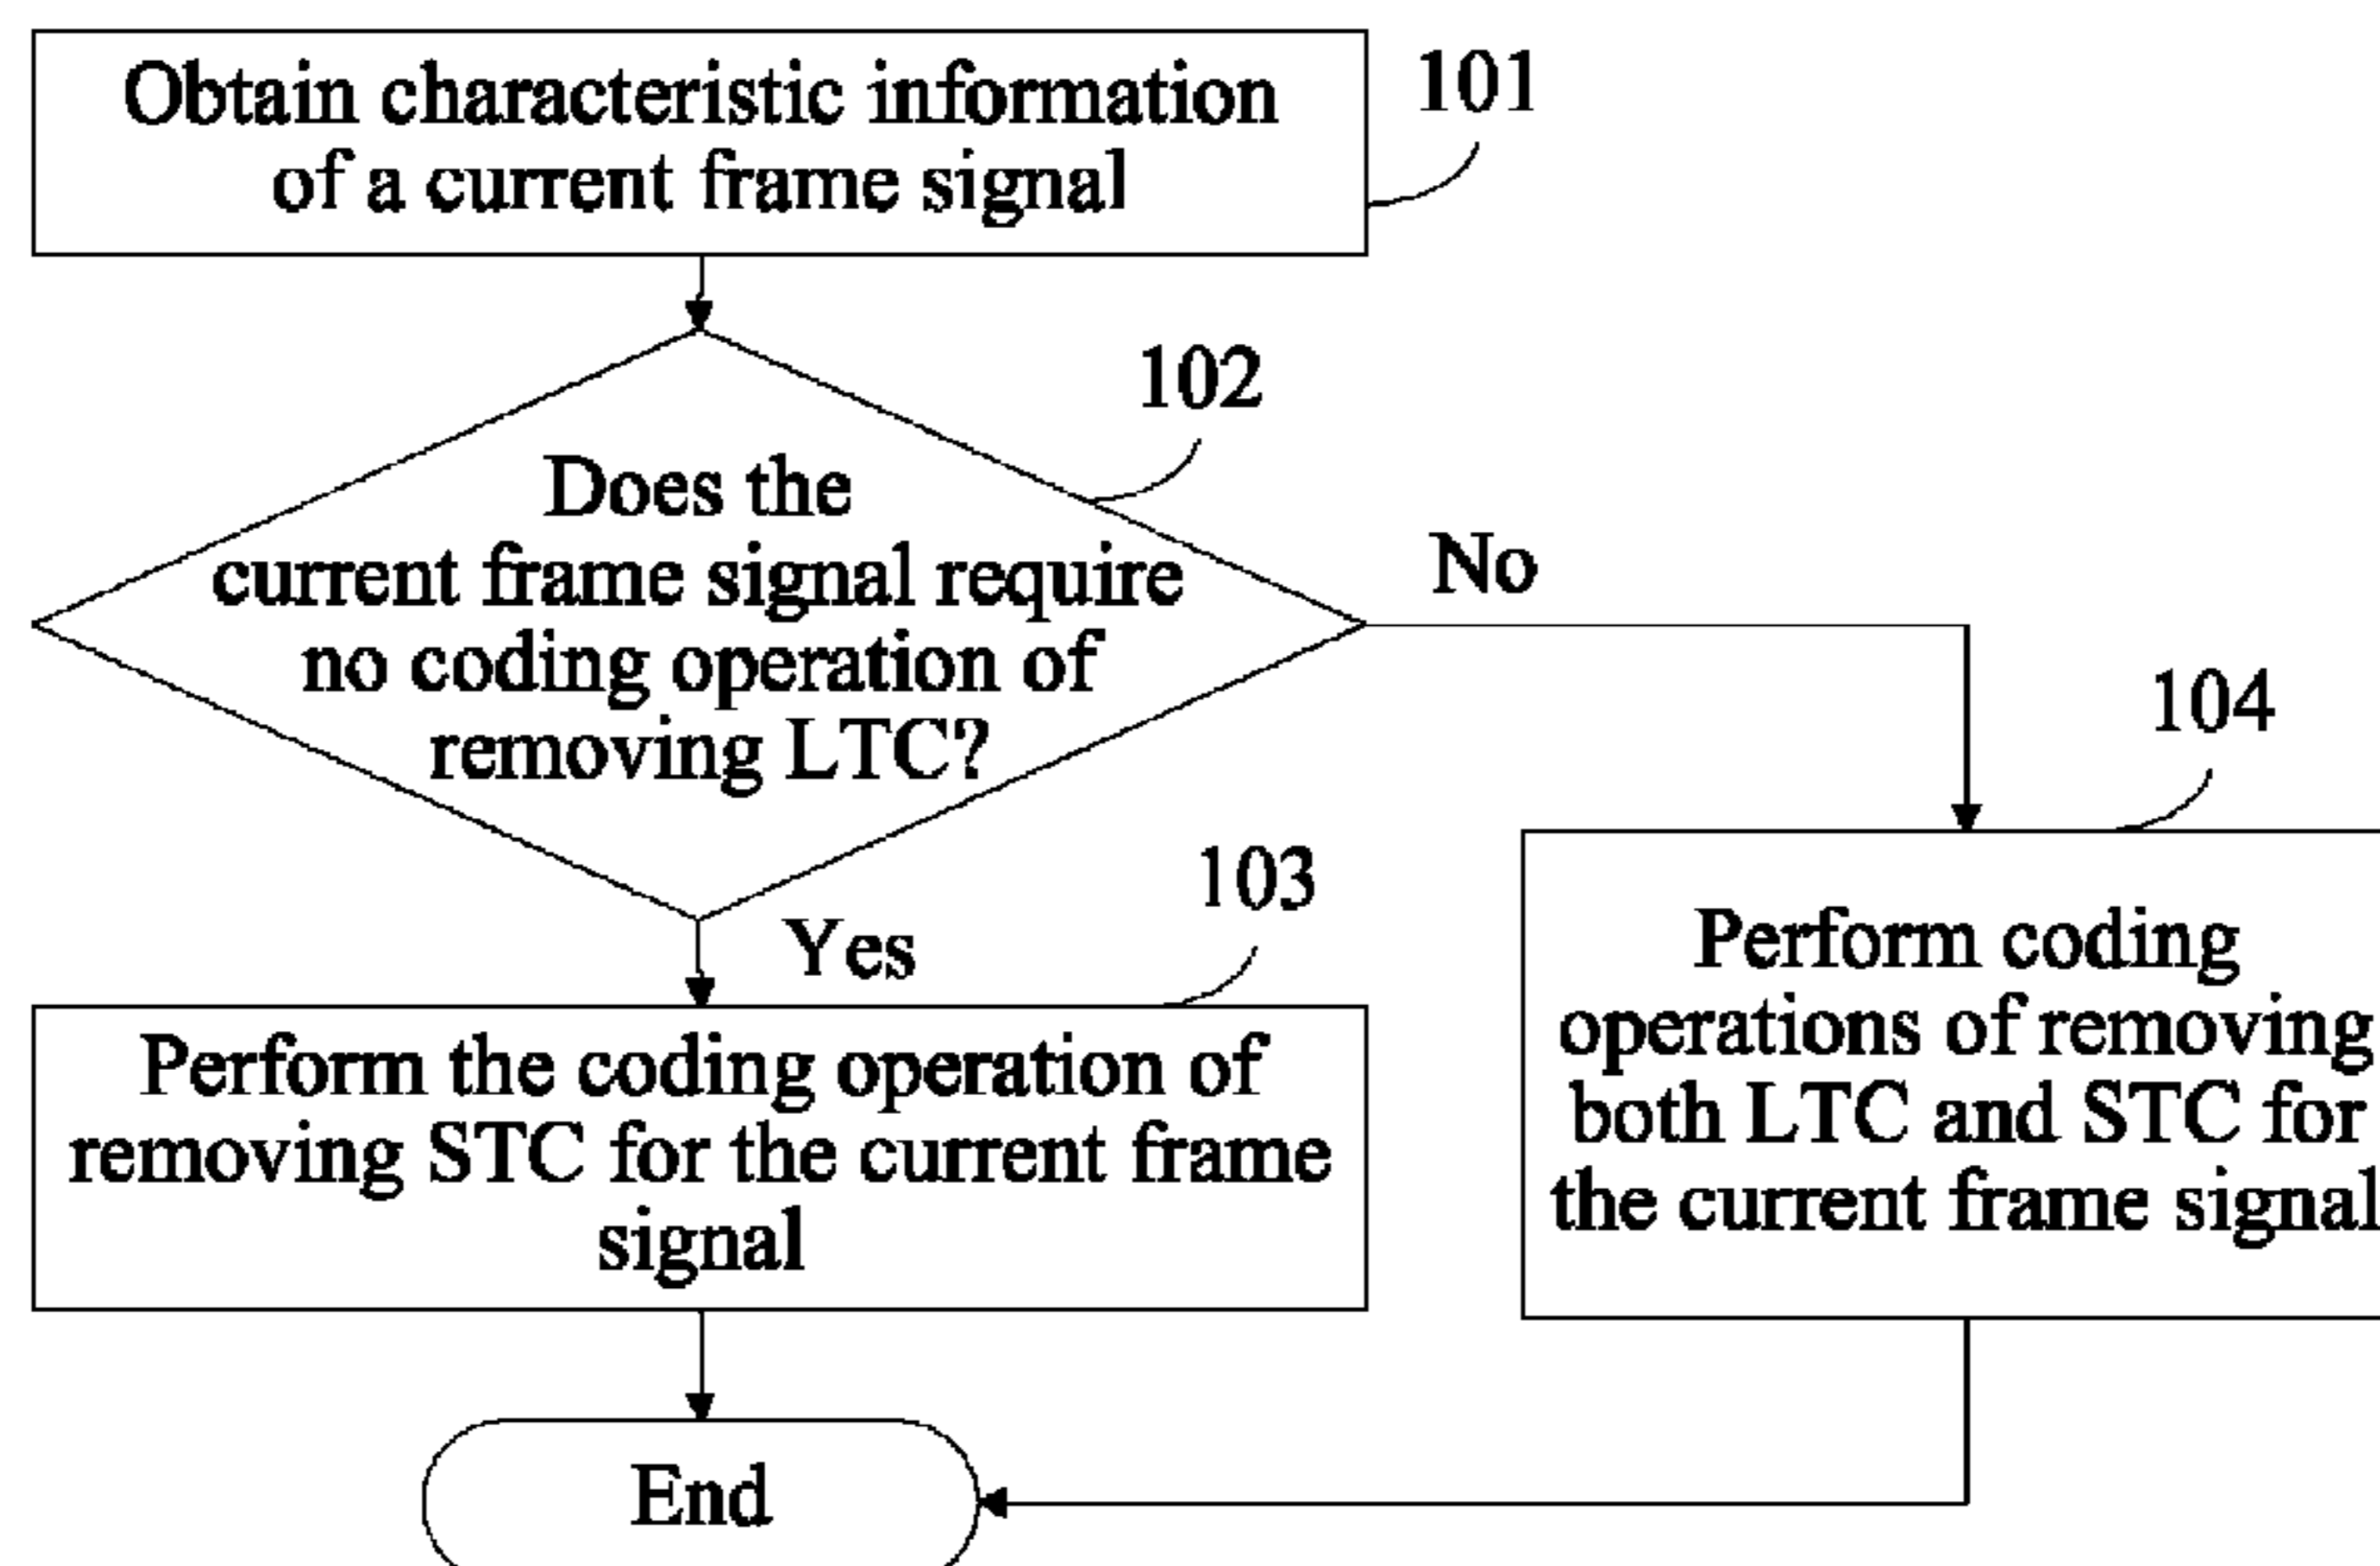 Obtain characteristic information
of a current frame signal
101
102
Does the
current frame signal require
no coding operation of
removing LTC?
No
Yes
103
104
Perform the coding operation of
removing STC for the current frame
signal
Perform coding
operations of removing
both LTC and STC for
the current frame signal
End